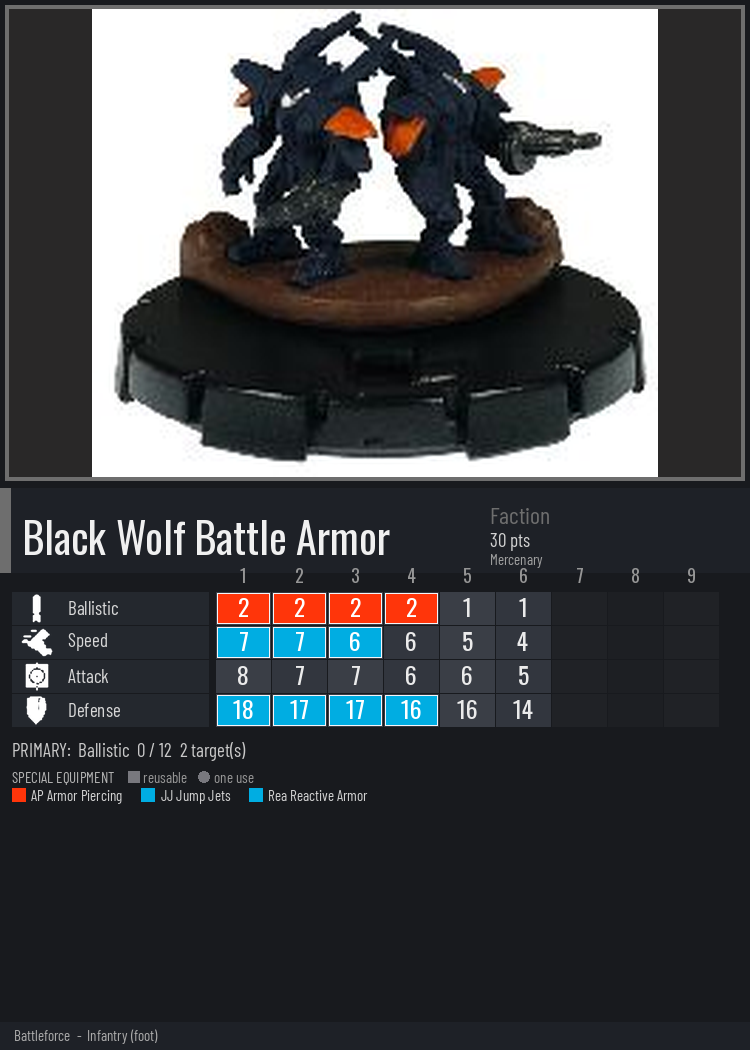 Black Wolf Battle Armor
Faction
30 pts
Mercenary
1 2 3 4 5 6 7 8 9
Ballistic 2 2 2 2 1 1
Speed 7 7 6 6 5 4
Attack 8 7 7 6 6 5
Defense 18 17 17 16 16 14
PRIMARY: Ballistic 0 / 12 2 target(s)
SPECIAL EQUIPMENT reusable one use
AP Armor Piercing JJ Jump Jets Rea Reactive Armor
Battleforce - Infantry (foot)